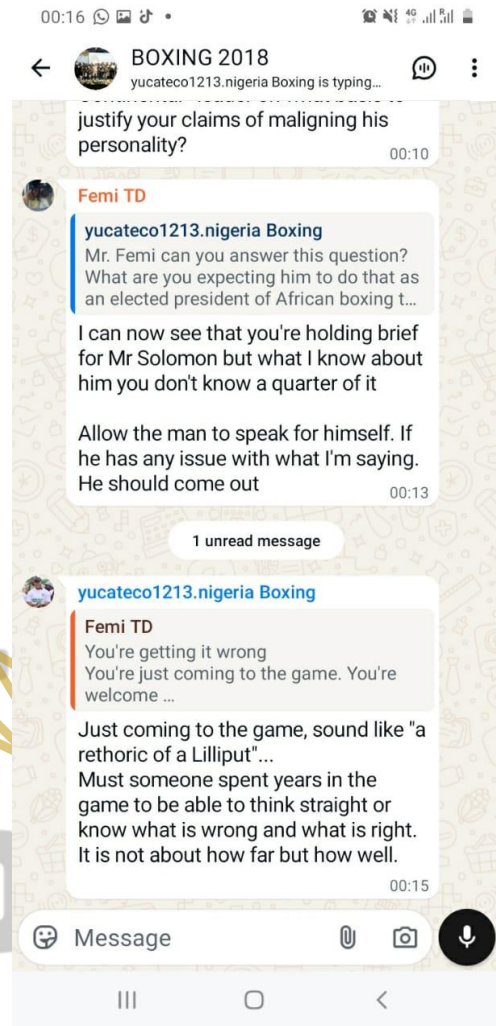 00:16
4G R
BOXING 2018
yucateco1213.nigeria Boxing is typing...
justify your claims of maligning his
personality?
00:10
Femi TD
yucateco1213.nigeria Boxing
Mr. Femi can you answer this question?
What are you expecting him to do that as
an elected president of African boxing t...
I can now see that you're holding brief
for Mr Solomon but what I know about
him you don't know a quarter of it
Allow the man to speak for himself. If
he has any issue with what I'm saying.
He should come out
00:13
1 unread message
yucateco1213.nigeria Boxing
Femi TD
You're getting it wrong
You're just coming to the game. You're
welcome ...
Just coming to the game, sound like "a
rethoric of a Lilliput"...
Must someone spent years in the
game to be able to think straight or
know what is wrong and what is right.
It is not about how far but how well.
00:15
Message